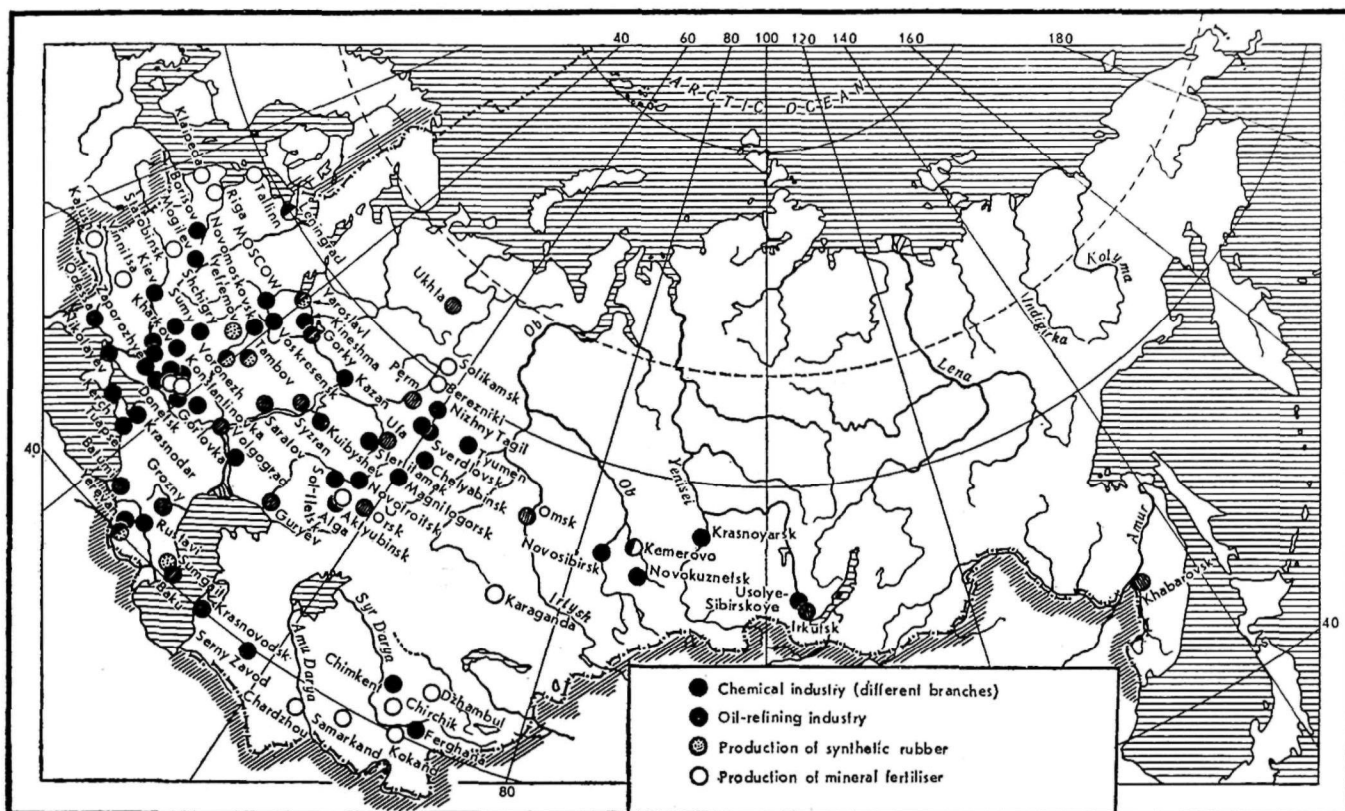 40 60 80 100 120 140 160 180
ARCTIC OCEAN
Klaipeda
Borisov
Mogilev
Riga
Tallinn
Leningrad
MOSCOW
Novomoskovsk
Yefremov
Shchigry
Sumy
Kiev
Vinnitsa
Odessa
Nikolayev
Zaporozhye
Kharkov
Yaroslavl
Kineshma
Gorky
Voskresensk
Tambov
Voronezh
Konstantinovka
Gorlovka
Donetsk
Kerch
Tuapse
Krasnodar
Batumi
Yerevan
Grozny
Rustavi
Sumgait
Baku
Volgograd
Saratov
Syzran
Kuibyshev
Kazan
Ufa
Sterlitamak
Perm
Ukhta
Ob
Solikamsk
Berezniki
Nizhny Tagil
Sverdlovsk
Tyumen
Chelyabinsk
Magnitogorsk
Novotroitsk
Orsk
Aktyubinsk
Alga
Sol-Iletsk
Guryev
Omsk
Novosibirsk
Kemerovo
Novokuznetsk
Krasnoyarsk
Usolye-
Sibirskoye
Irkutsk
Khabarovsk
Ob
Yenisei
Lena
Indigirka
Kolyma
Amur
Irtysh
Karaganda
Syr Darya
Amu Darya
Krasnovodsk
Serny Zavod
Chardzhou
Samarkand
Kokand
Ferghana
Chirchik
Chimkent
Dzhambul
40
40
80
Chemical industry (different branches)
Oil-refining industry
Production of synthetic rubber
Production of mineral fertiliser